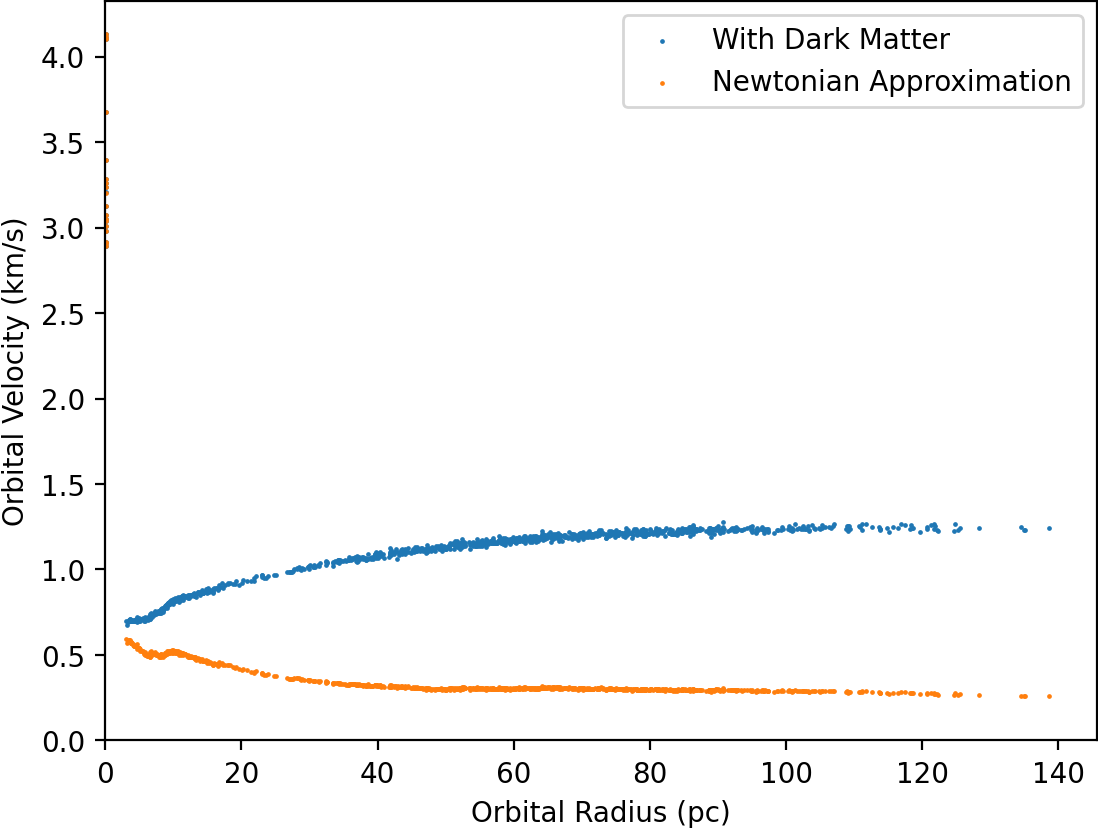 With Dark Matter
Newtonian Approximation
Orbital Velocity (km/s)
4.0
3.5
3.0
2.5
2.0
1.5
1.0
0.5
0.0
0 20 40 60 80 100 120 140
Orbital Radius (pc)